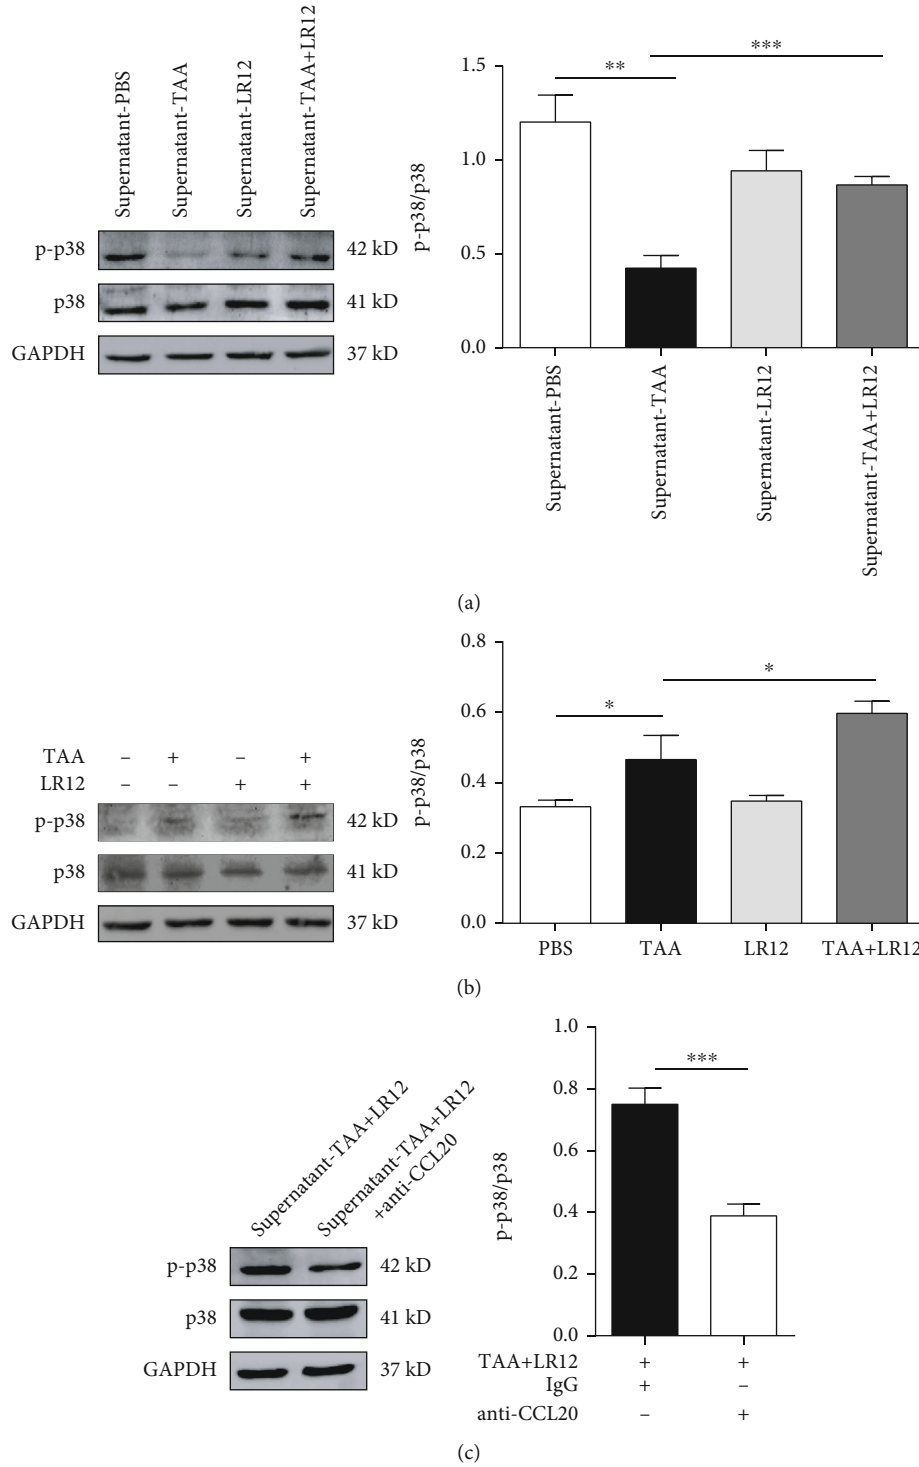 Supernatant-PBS
Supernatant-TAA
Supernatant-LR12
Supernatant-TAA+LR12
p-p38
42 kD
p38
41 kD
GAPDH
37 kD
p-p38/p38
1.5
1.0
0.5
0.0
**
***
Supernatant-PBS
Supernatant-TAA
Supernatant-LR12
Supernatant-TAA+LR12
(a)
TAA – + – +
LR12 – – + +
p-p38
42 kD
p38
41 kD
GAPDH
37 kD
p-p38/p38
0.8
0.6
0.4
0.2
0.0
*
*
PBS TAA LR12 TAA+LR12
(b)
Supernatant-TAA+LR12
Supernatant-TAA+LR12
+anti-CCL20
p-p38
42 kD
p38
41 kD
GAPDH
37 kD
p-p38/p38
1.0
0.8
0.6
0.4
0.2
0.0
***
TAA+LR12 + +
IgG + –
anti-CCL20 – +
(c)